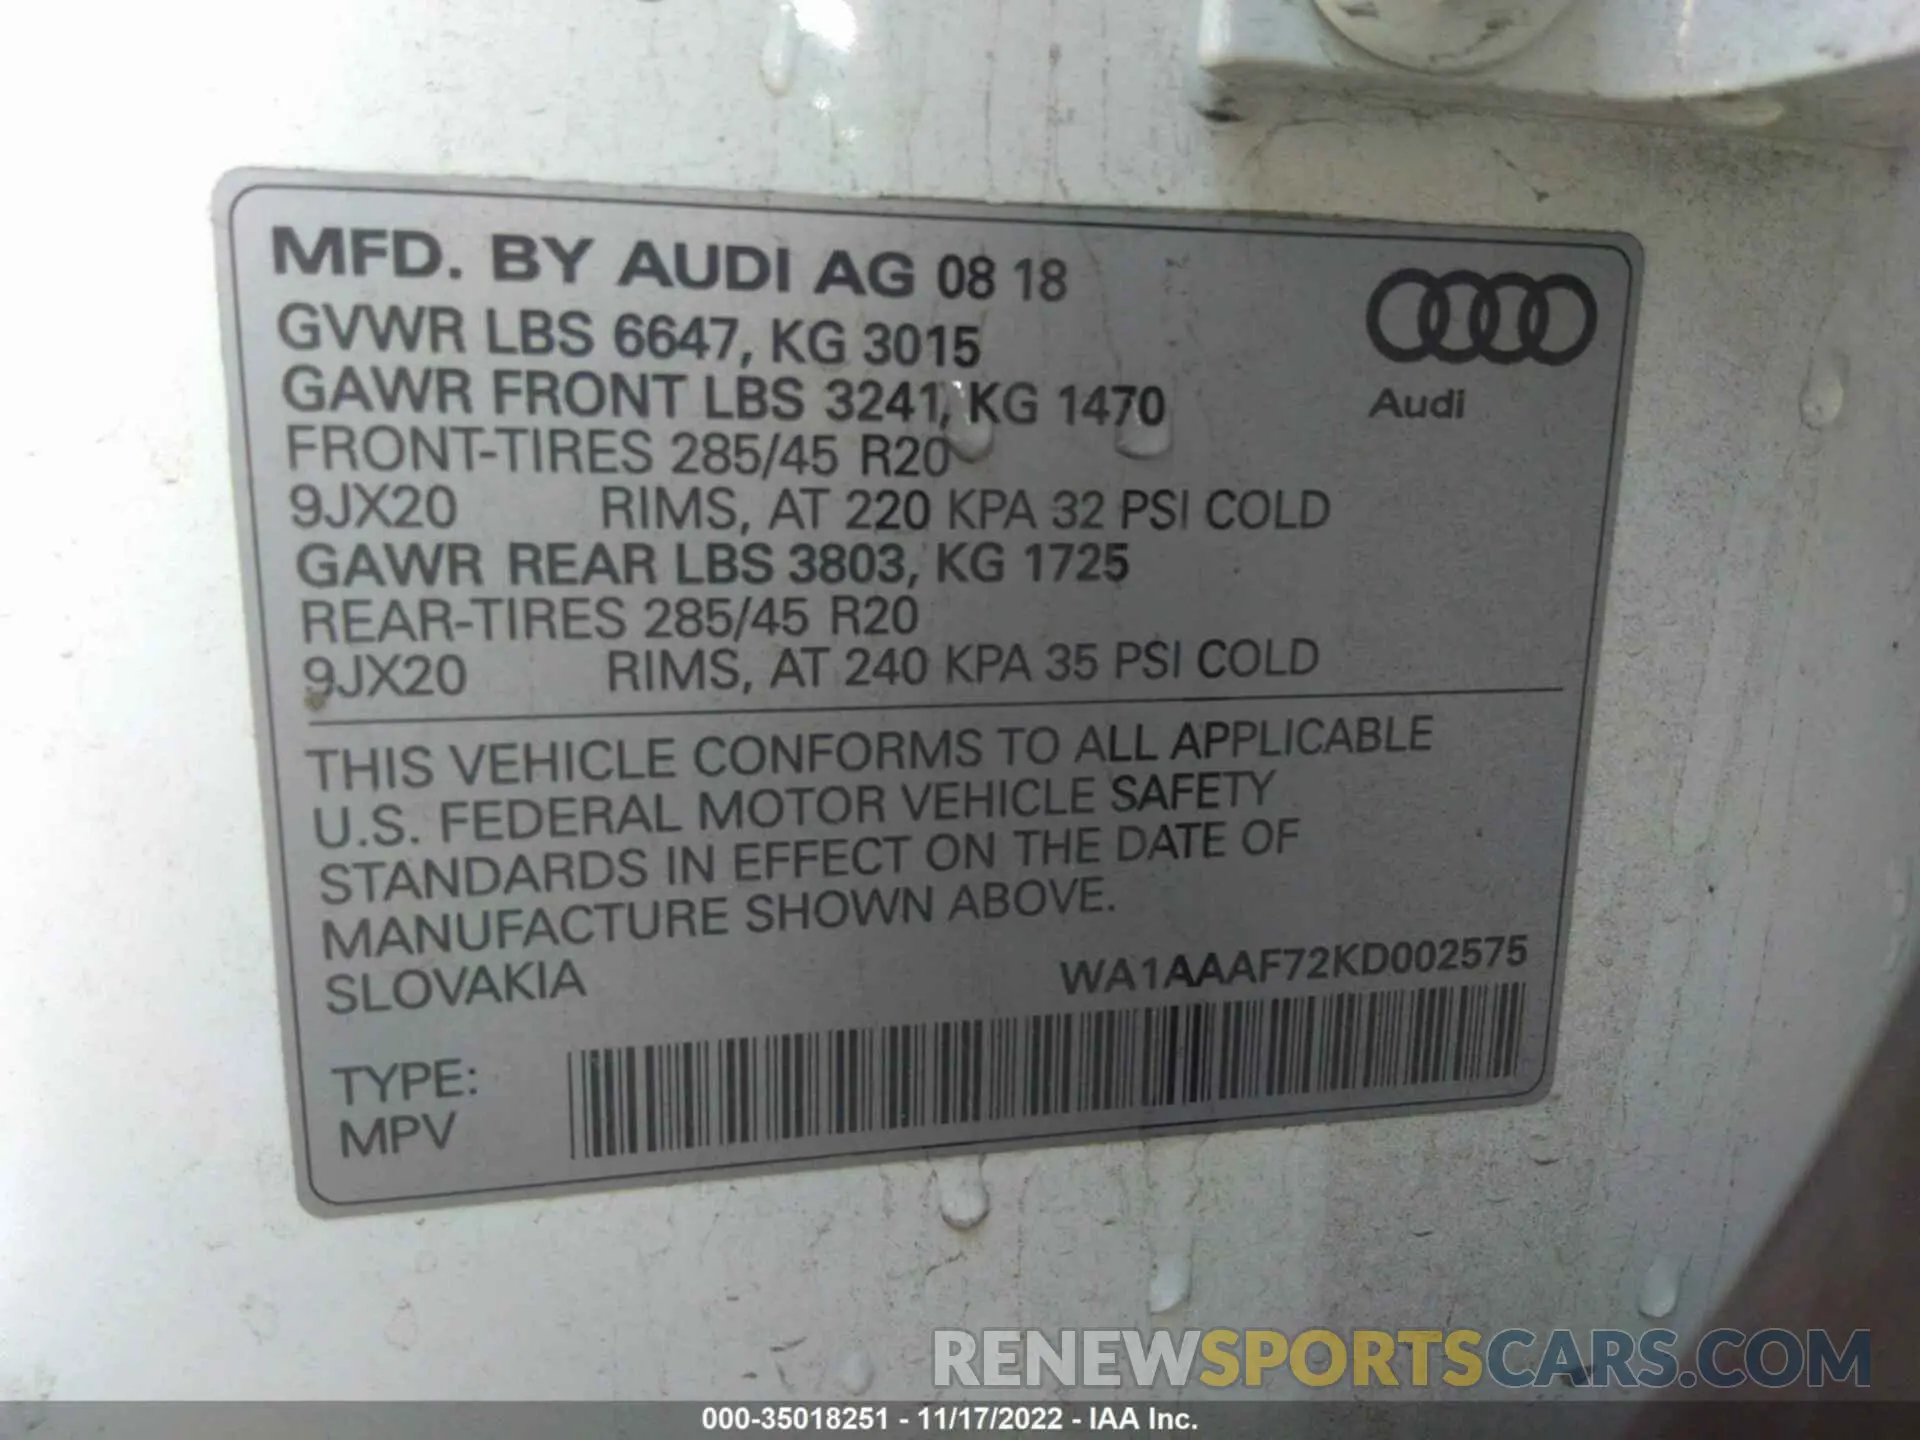 MFD. BY AUDI AG 08 18
GVWR LBS 6647, KG 3015
GAWR FRONT LBS 3241, KG 1470
Audi
FRONT-TIRES 285/45 R20
9JX20 RIMS, AT 220 KPA 32 PSI COLD
GAWR REAR LBS 3803, KG 1725
REAR-TIRES 285/45 R20
9JX20 RIMS, AT 240 KPA 35 PSI COLD
THIS VEHICLE CONFORMS TO ALL APPLICABLE
U.S. FEDERAL MOTOR VEHICLE SAFETY
STANDARDS IN EFFECT ON THE DATE OF
MANUFACTURE SHOWN ABOVE.
SLOVAKIA WA1AAAF72KD002575
TYPE:
MPV
RENEWSPORTSCARS.COM
000-35018251 - 11/17/2022 - IAA Inc.